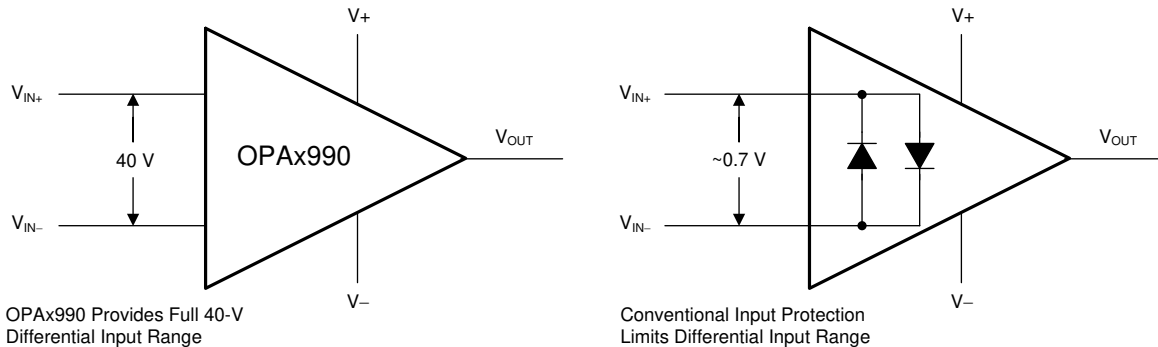 V+
VIN+
40 V
OPAx990
VOUT
VIN–
V–
OPAx990 Provides Full 40-V
Differential Input Range
V+
VIN+
~0.7 V
VOUT
VIN–
V–
Conventional Input Protection
Limits Differential Input Range